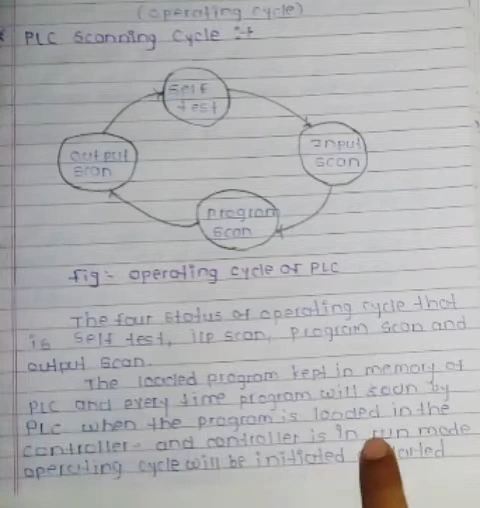 (operating cycle)
PLC Scanning Cycle :-
Self
test
Input
scan
program
scan
output
scan
fig :- operating cycle of PLC
The four status of operating cycle that
is self test, i/p scan, program scan and
output scan.
The loaded program kept in memory of
PLC and every time program will scan by
PLC when the program is loaded in the
controller and controller is in run mode
operating cycle will be initiated